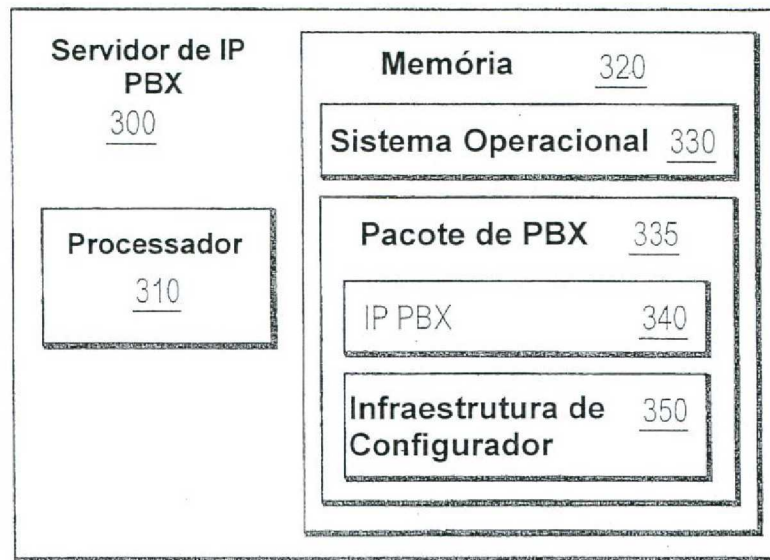 Servidor de IP
PBX
300
Processador
310
Memória 320
Sistema Operacional 330
Pacote de PBX 335
IP PBX 340
Infraestrutura de 350
Configurador